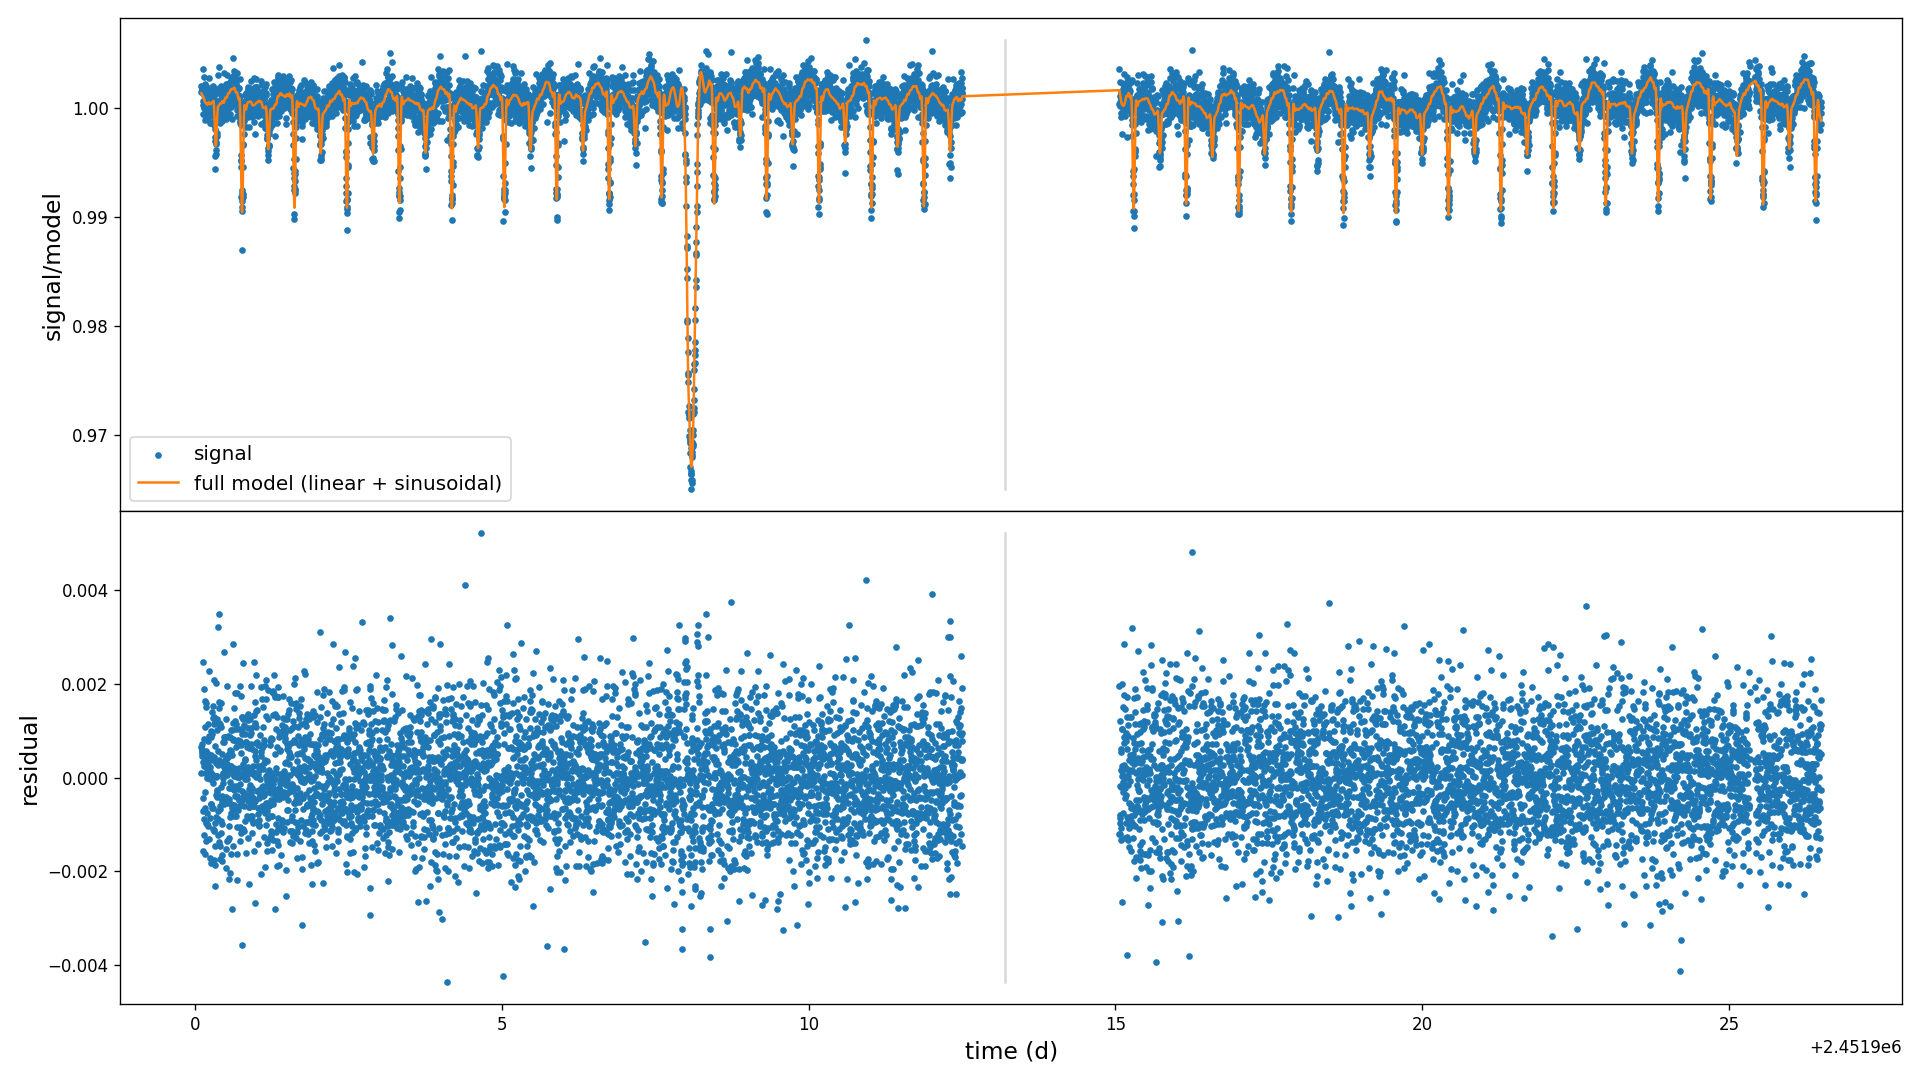 1.00
0.99
0.98
0.97
signal/model
signal
full model (linear + sinusoidal)
0.004
0.002
0.000
−0.002
−0.004
residual
0
5
10
15
20
25
time (d)
+2.4519e6